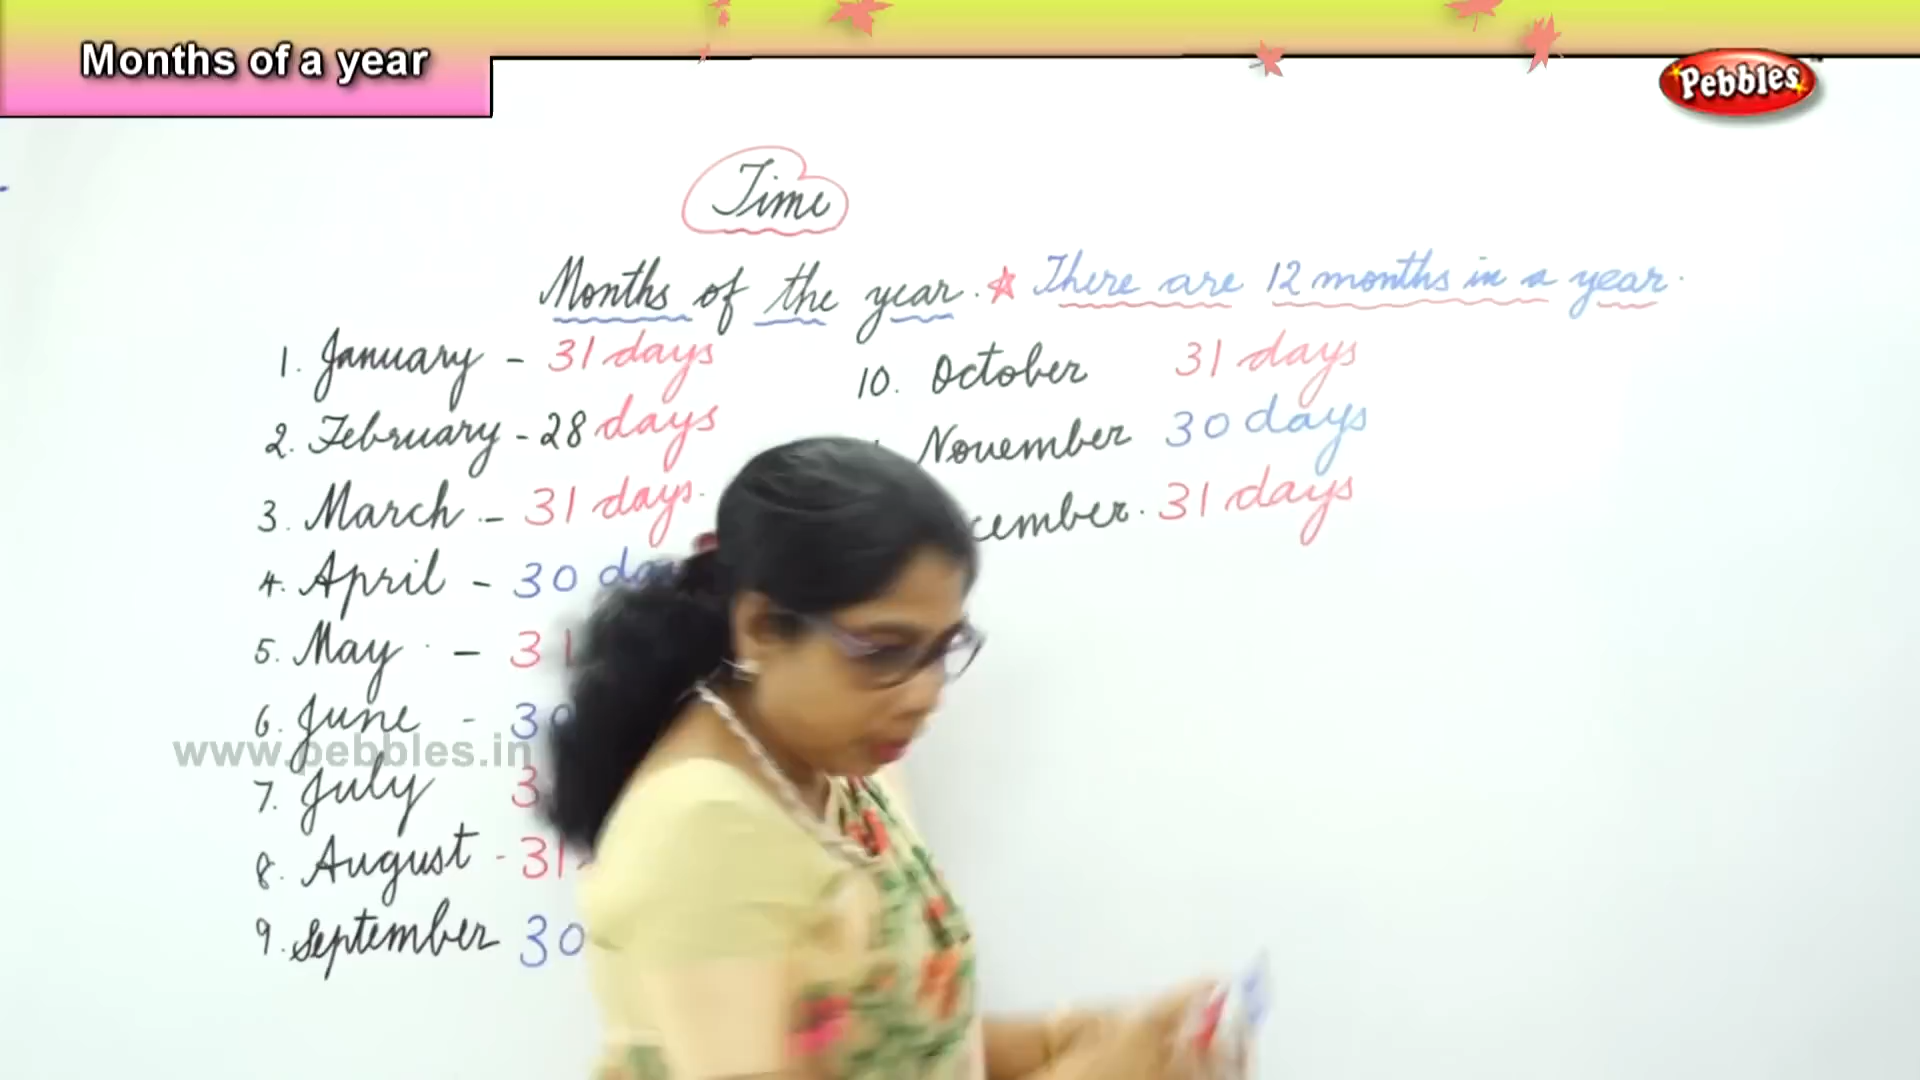 Months of a year
Pebbles
Time
Months of the year. There are 12 months in a year.
1. January - 31 days
2. February - 28 days
3. March - 31 days.
4. April - 30
5. May - 31
6. June - 30
www.pebbles.in
7. July
8. August - 31
9. September 30
10. October 31 days
November 30 days
31 days